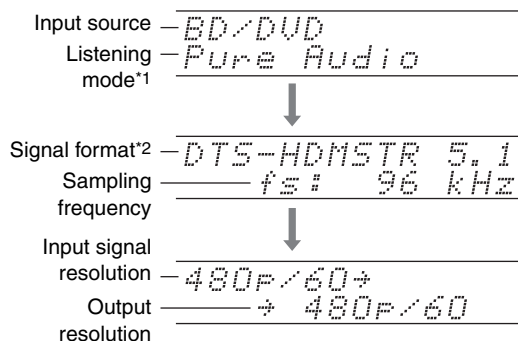 Input source
BD/DVD
Listening
mode*1
Pure Audio
Signal format*2
DTS-HDMSTR 5.1
Sampling
frequency
fs: 96 kHz
Input signal
resolution
480p/60→
Output
resolution
→ 480p/60